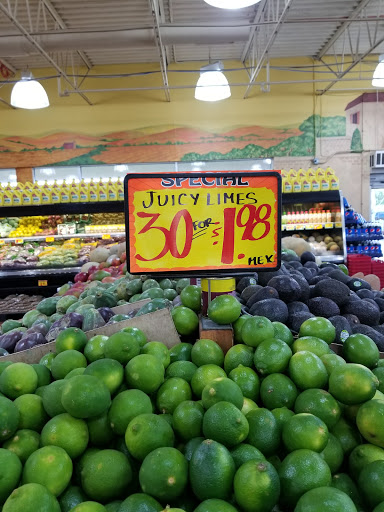 SPECIAL
JUICY LIMES
30 FOR $1.98
MEX